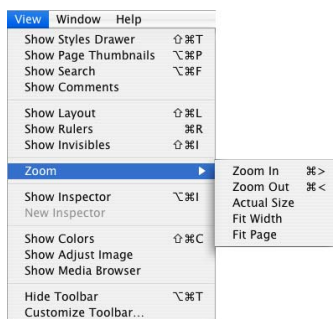 View Window Help
Show Styles Drawer ⇧⌘T
Show Page Thumbnails ⌥⌘P
Show Search ⌥⌘F
Show Comments
Show Layout ⇧⌘L
Show Rulers ⌘R
Show Invisibles ⇧⌘I
Zoom
Zoom In ⌘>
Zoom Out ⌘<
Actual Size
Fit Width
Fit Page
Show Inspector ⌥⌘I
New Inspector
Show Colors ⇧⌘C
Show Adjust Image
Show Media Browser
Hide Toolbar ⌥⌘T
Customize Toolbar...